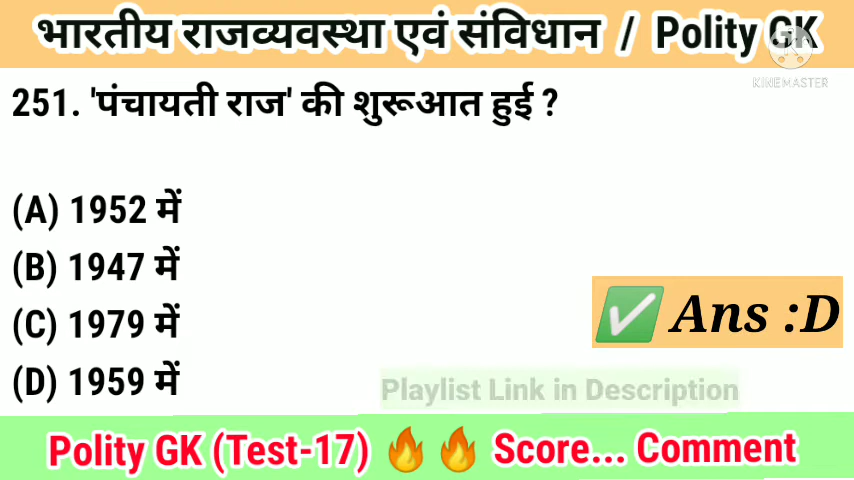 भारतीय राजव्यवस्था एवं संविधान / Polity GK
KINEMASTER
251. 'पंचायती राज' की शुरूआत हुई ?
(A) 1952 में
(B) 1947 में
(C) 1979 में
(D) 1959 में
✅ Ans :D
Playlist Link in Description
Polity GK (Test-17) 🔥🔥 Score... Comment